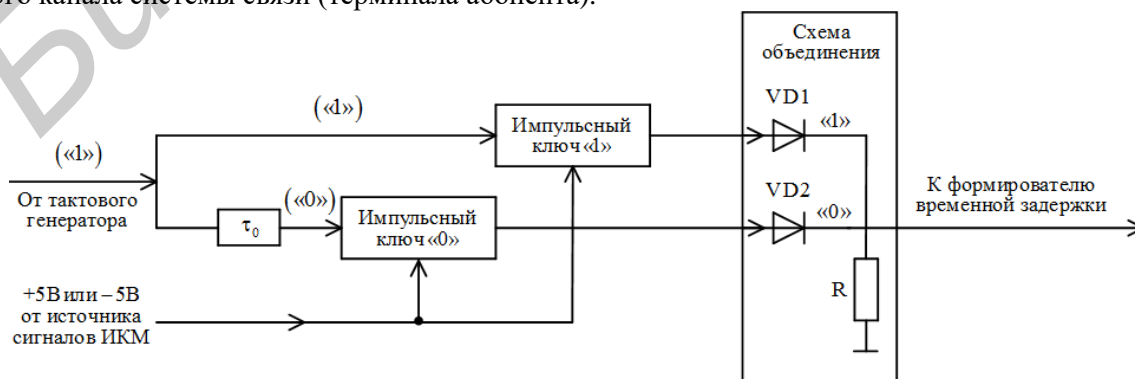 ого канала системы связи (терминала абонента).
Схема
объединения
VD1
(«1»)
«1»
Импульсный
ключ «1»
(«1»)
От тактового
генератора
τ₀
(«0»)
Импульсный
ключ «0»
VD2
«0»
К формирователю
временной задержки
R
+5В или – 5В
от источника
сигналов ИКМ